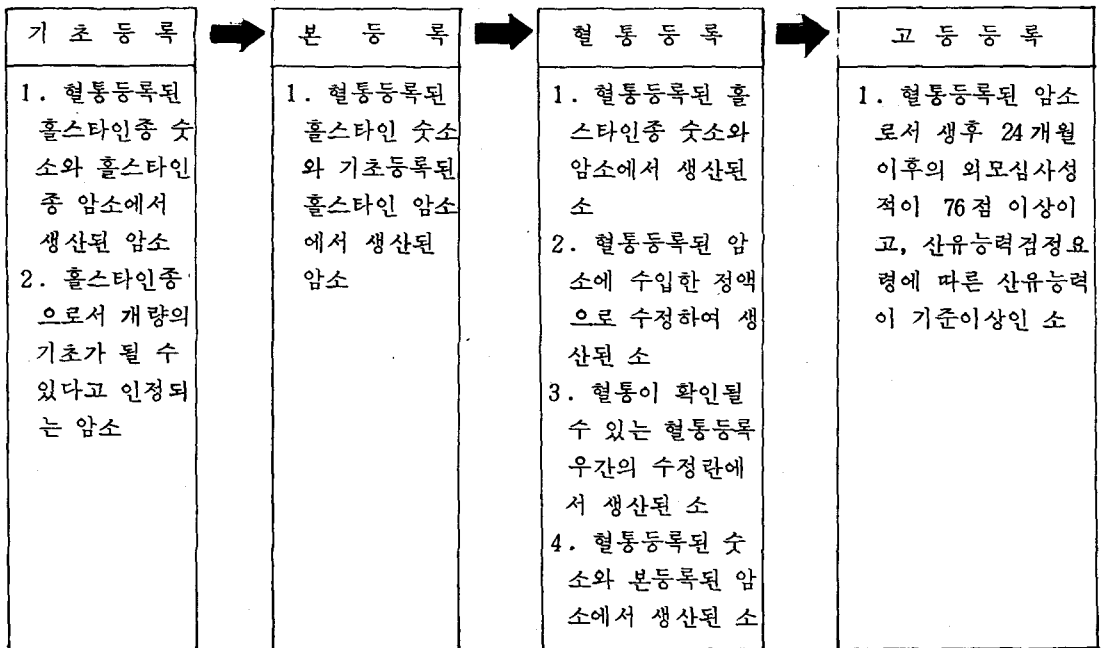 기 초 등 록
1. 혈통등록된
홀스타인종 숫
소와 홀스타인
종 암소에서
생산된 암소
2. 홀스타인종
으로서 개량의
기초가 될 수
있다고 인정되
는 암소
본 등 록
1. 혈통등록된
홀스타인 숫소
와 기초등록된
홀스타인 암소
에서 생산된
암소
혈 통 등 록
1. 혈통등록된 홀
스타인종 숫소와
암소에서 생산된
소
2. 혈통등록된 암
소에 수입한 정액
으로 수정하여 생
산된 소
3. 혈통이 확인될
수 있는 혈통등록
우간의 수정란에
서 생산된 소
4. 혈통등록된 숫
소와 본등록된 암
소에서 생산된 소
고 등 등 록
1. 혈통등록된 암소
로서 생후 24개월
이후의 외모심사성
적이 76점 이상이
고, 산유능력검정요
령에 따른 산유능력
이 기준이상인 소